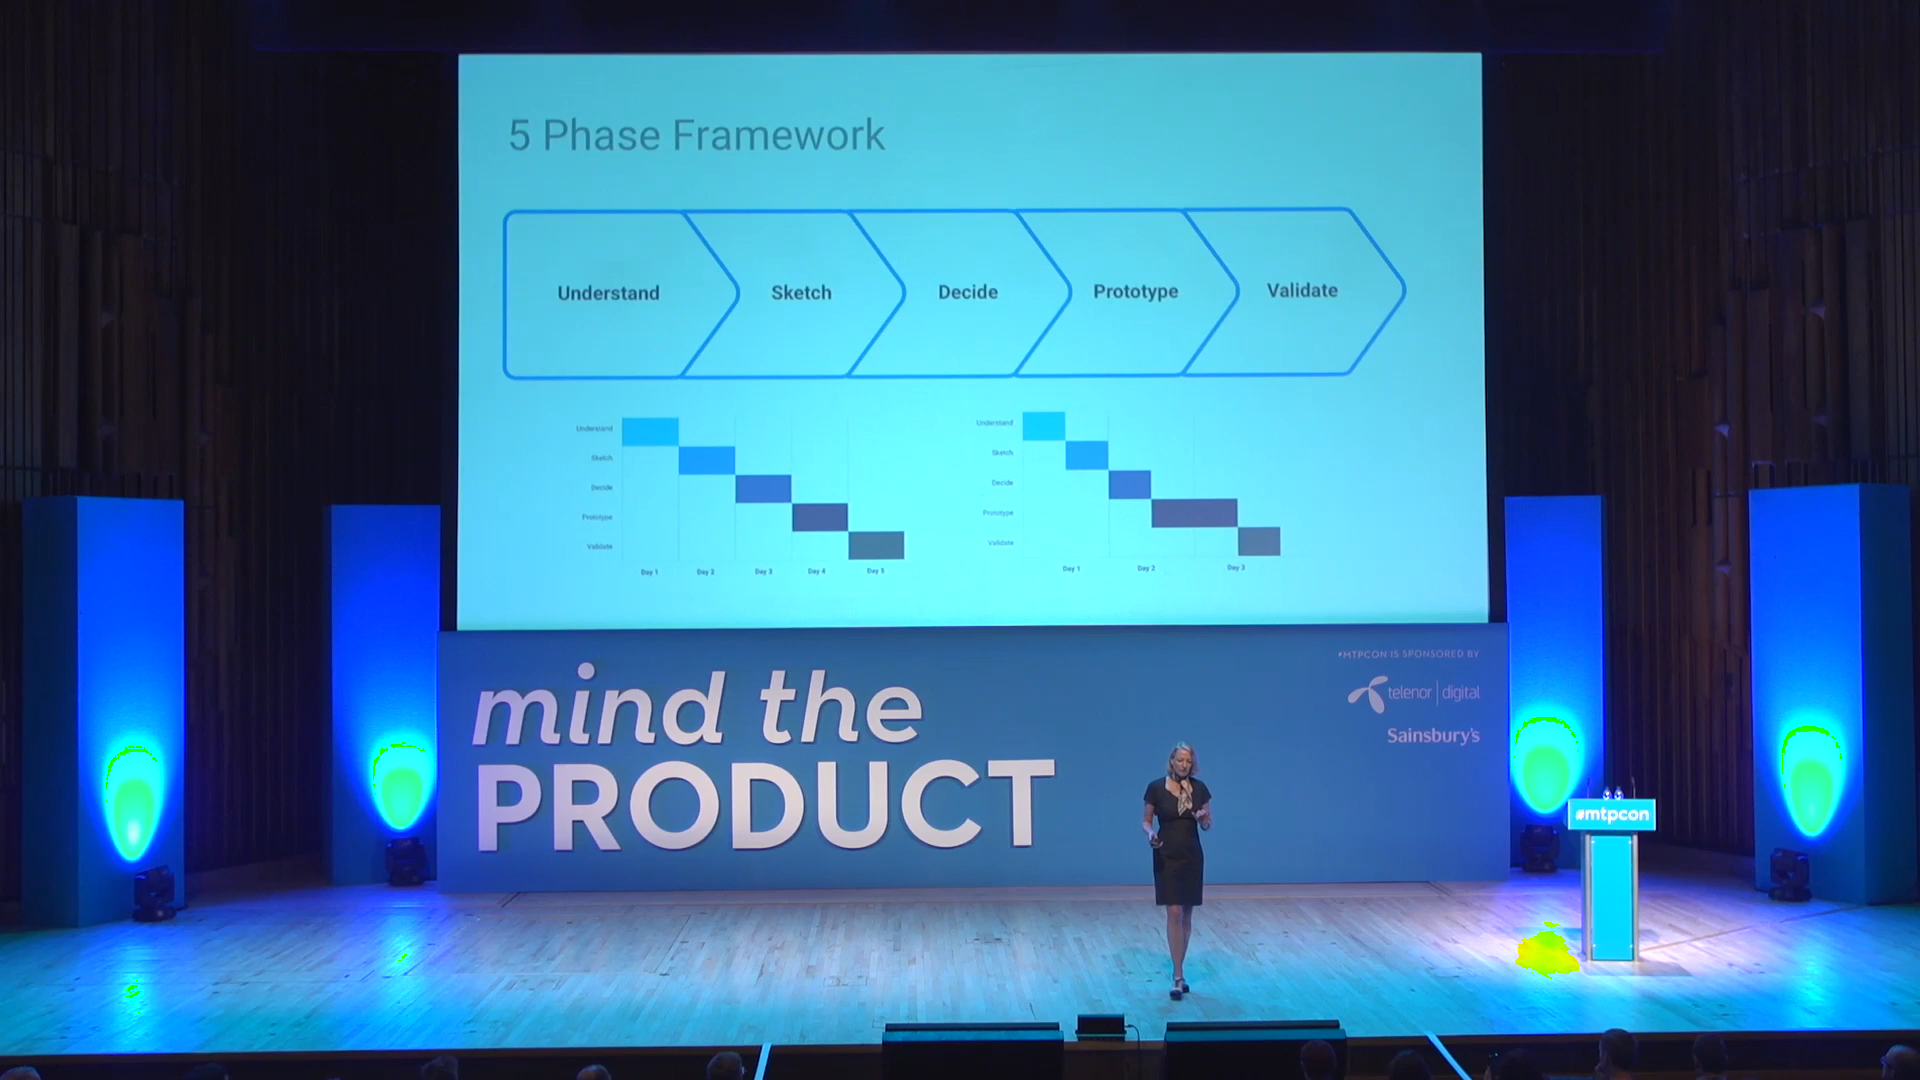 5 Phase Framework
Understand
Sketch
Decide
Prototype
Validate
Understand
Sketch
Decide
Prototype
Validate
Day 1
Day 2
Day 3
Day 4
Day 5
Understand
Sketch
Decide
Prototype
Validate
Day 1
Day 2
Day 3
mind the
PRODUCT
#MTPCON IS SPONSORED BY
telenor | digital
Sainsbury's
#mtpcon